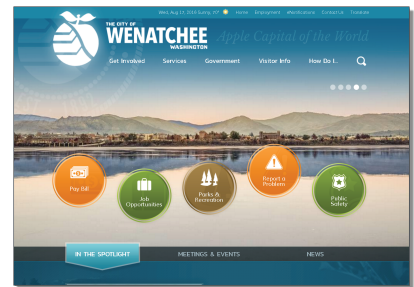 Home Employment eNotifications Contact Us Translate
THE CITY OF
WENATCHEE
WASHINGTON
Apple Capital of the World
Get Involved Services Government Visitor Info How Do I...
Pay Bill
Job
Opportunities
Parks &
Recreation
Report a
Problem
Public
Safety
IN THE SPOTLIGHT MEETINGS & EVENTS NEWS